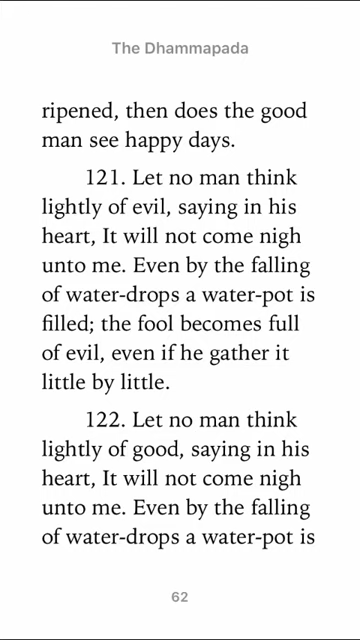 The Dhammapada
ripened, then does the good
man see happy days.
121. Let no man think
lightly of evil, saying in his
heart, It will not come nigh
unto me. Even by the falling
of water-drops a water-pot is
filled; the fool becomes full
of evil, even if he gather it
little by little.
122. Let no man think
lightly of good, saying in his
heart, It will not come nigh
unto me. Even by the falling
of water-drops a water-pot is
62